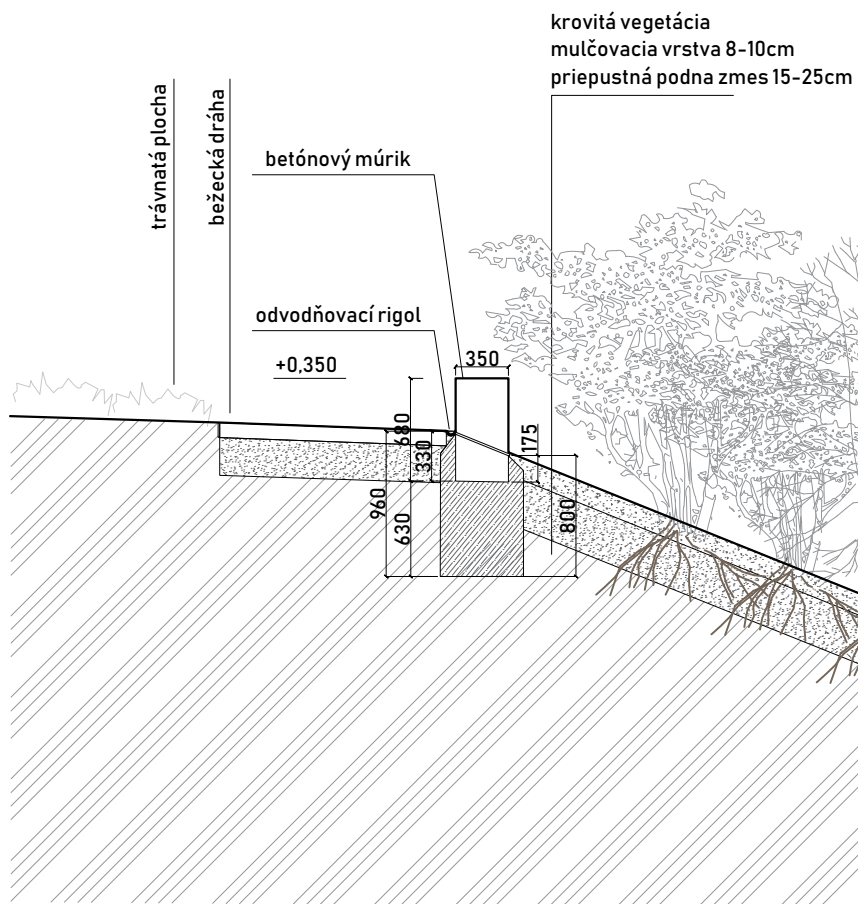 krovitá vegetácia
mulčovacia vrstva 8-10cm
priepustná podna zmes 15-25cm
trávnatá plocha
bežecká dráha
betónový múrik
odvodňovací rigol
+0,350
350
680
330
175
960
630
800